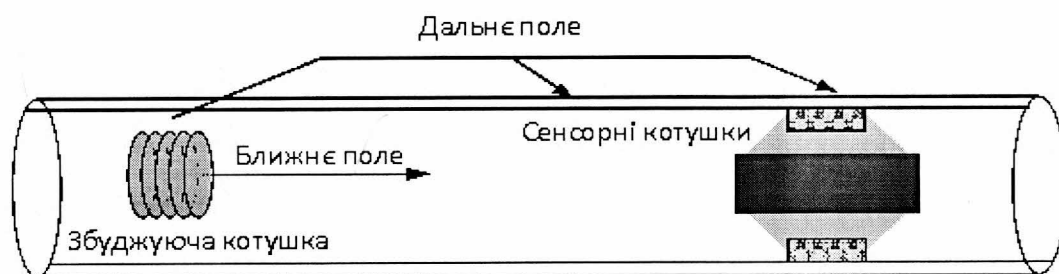 Дальнє поле
Сенсорні котушки
Ближнє поле
Збуджуюча котушка